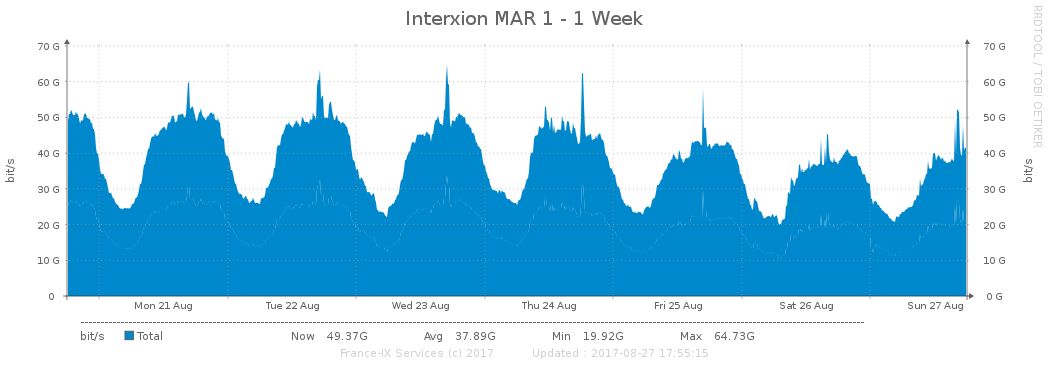 Interxion MAR 1 - 1 Week
RRDTOOL / TOBI OETIKER
bit/s
70 G
60 G
50 G
40 G
30 G
20 G
10 G
0
70 G
60 G
50 G
40 G
30 G
20 G
10 G
0 G
bit/s
Mon 21 Aug Tue 22 Aug Wed 23 Aug Thu 24 Aug Fri 25 Aug Sat 26 Aug Sun 27 Aug
bit/s Total Now 49.37G Avg 37.89G Min 19.92G Max 64.73G
France-IX Services (c) 2017 Updated : 2017-08-27 17:55:15